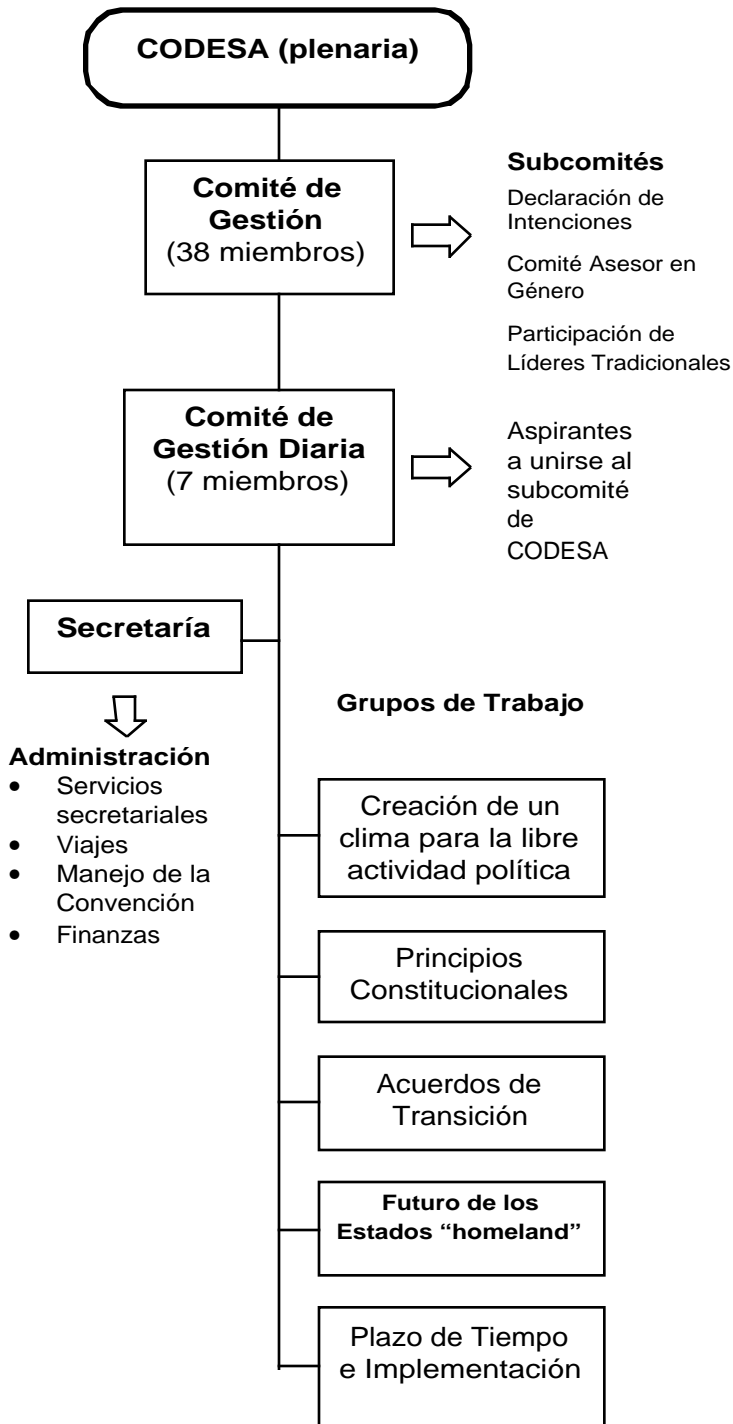 CODESA (plenaria)
Comité de
Gestión
(38 miembros)
Subcomités
Declaración de
Intenciones
Comité Asesor en
Género
Participación de
Líderes Tradicionales
Comité de
Gestión Diaria
(7 miembros)
Aspirantes
a unirse al
subcomité
de
CODESA
Secretaría
Administración
• Servicios
secretariales
• Viajes
• Manejo de la
Convención
• Finanzas
Grupos de Trabajo
Creación de un
clima para la libre
actividad política
Principios
Constitucionales
Acuerdos de
Transición
Futuro de los
Estados “homeland”
Plazo de Tiempo
e Implementación